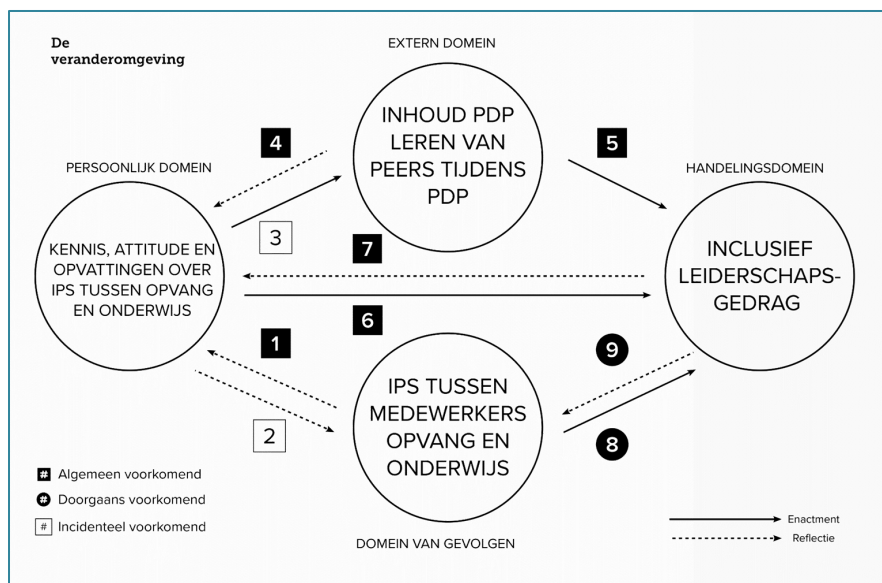 De
veranderomgeving
EXTERN DOMEIN
INHOUD PDP
LEREN VAN
PEERS TIJDENS
PDP
4
5
3
7
PERSOONLIJK DOMEIN
KENNIS, ATTITUDE EN
OPVATTINGEN OVER
IPS TUSSEN OPVANG
EN ONDERWIJS
HANDELINGSDOMEIN
INCLUSIEF
LEIDERSCHAPS-
GEDRAG
6
1
2
9
8
IPS TUSSEN
MEDEWERKERS
OPVANG EN
ONDERWIJS
DOMEIN VAN GEVOLGEN
# Algemeen voorkomend
# Doorgaans voorkomend
# Incidenteel voorkomend
Enactment
Reflectie